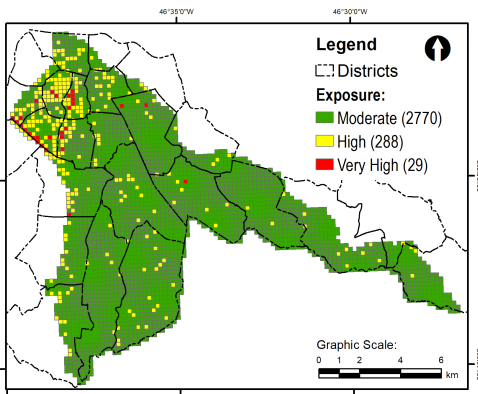 46°35'0"W 46°30'0"W
Legend
Districts
Exposure:
Moderate (2770)
High (288)
Very High (29)
Graphic Scale:
0 1 2 4 6
km